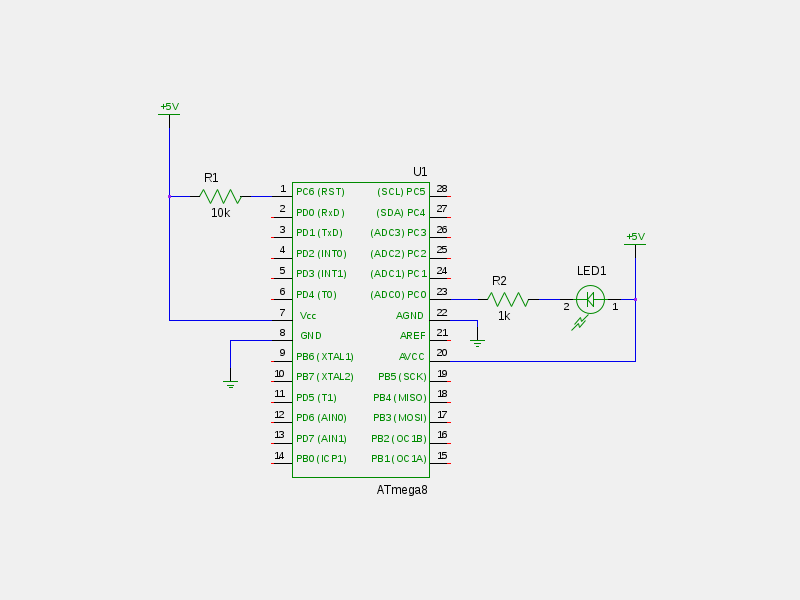 +5V
R1
10k
U1
1 PC6 (RST) (SCL) PC5 28
2 PD0 (RxD) (SDA) PC4 27
3 PD1 (TxD) (ADC3) PC3 26
4 PD2 (INT0) (ADC2) PC2 25
5 PD3 (INT1) (ADC1) PC1 24
6 PD4 (T0) (ADC0) PC0 23
7 Vcc AGND 22
8 GND AREF 21
9 PB6 (XTAL1) AVCC 20
10 PB7 (XTAL2) PB5 (SCK) 19
11 PD5 (T1) PB4 (MISO) 18
12 PD6 (AIN0) PB3 (MOSI) 17
13 PD7 (AIN1) PB2 (OC1B) 16
14 PB0 (ICP1) PB1 (OC1A) 15
ATmega8
R2
1k
LED1
2 1
+5V